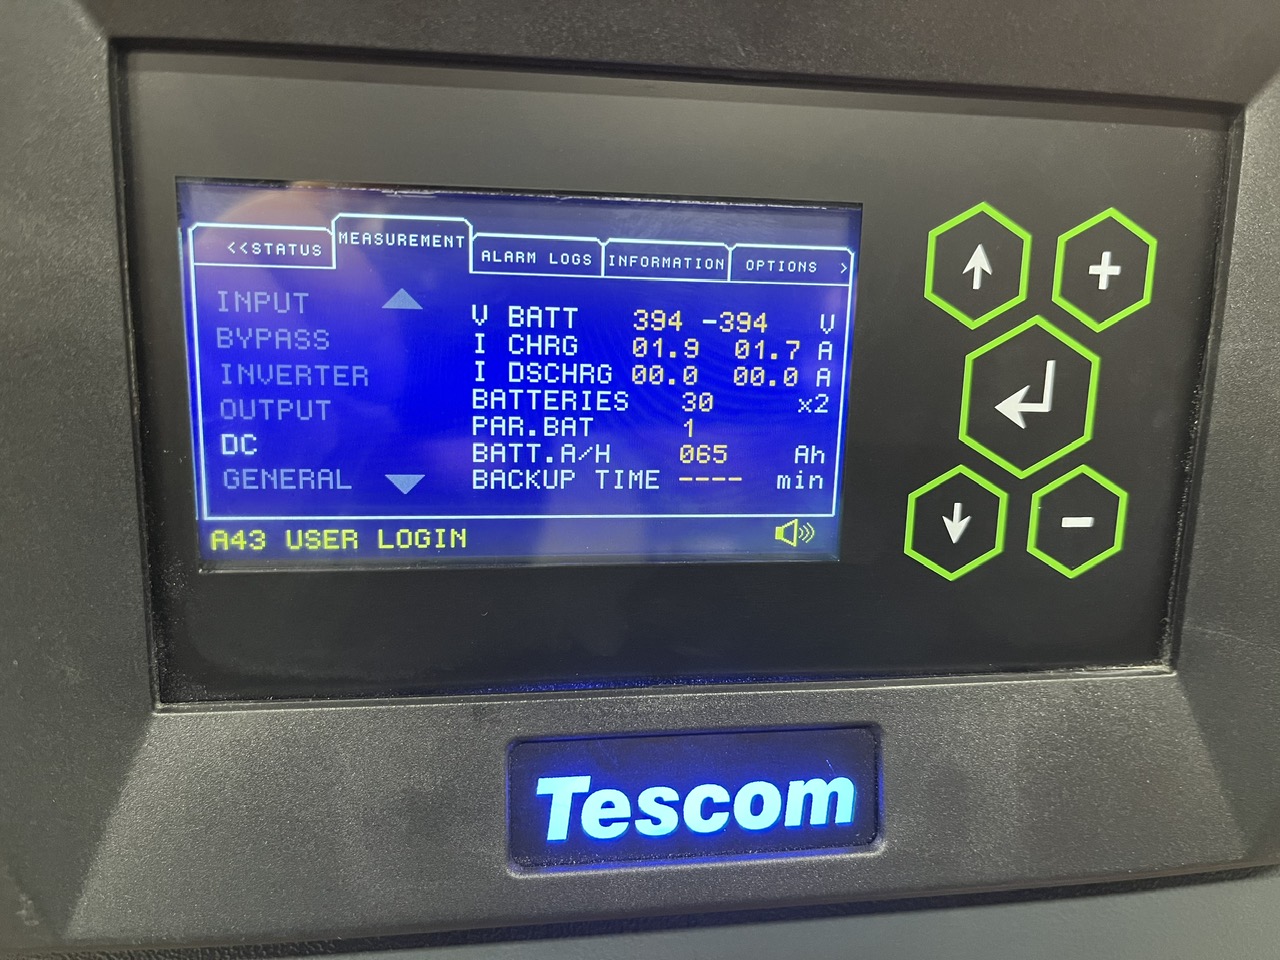 <<STATUS MEASUREMENT ALARM LOGS INFORMATION OPTIONS >
INPUT
BYPASS
INVERTER
OUTPUT
DC
GENERAL
V BATT 394 -394 V
I CHRG 01.9 01.7 A
I DSCHRG 00.0 00.0 A
BATTERIES 30 x2
PAR.BAT 1
BATT.A/H 065 Ah
BACKUP TIME ---- min
A43 USER LOGIN
Tescom